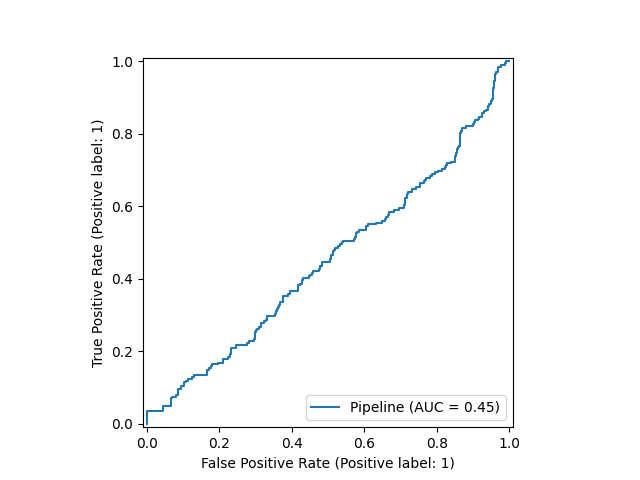 1.0
0.8
0.6
0.4
0.2
0.0
True Positive Rate (Positive label: 1)
Pipeline (AUC = 0.45)
0.0 0.2 0.4 0.6 0.8 1.0
False Positive Rate (Positive label: 1)